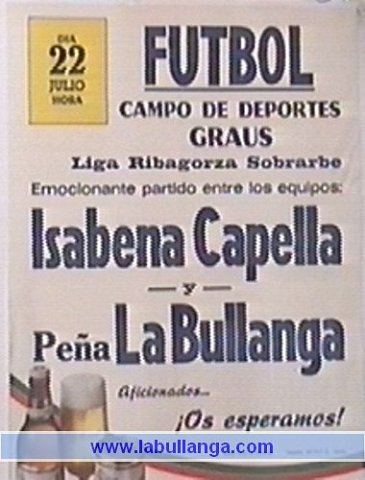 DIA
22
JULIO
HORA
FUTBOL
CAMPO DE DEPORTES
GRAUS
Liga Ribagorza Sobrarbe
Emocionante partido entre los equipos:
Isabena Capella
y
Peña La Bullanga
Aficionados...
¡Os esperamos!
www.labullanga.com